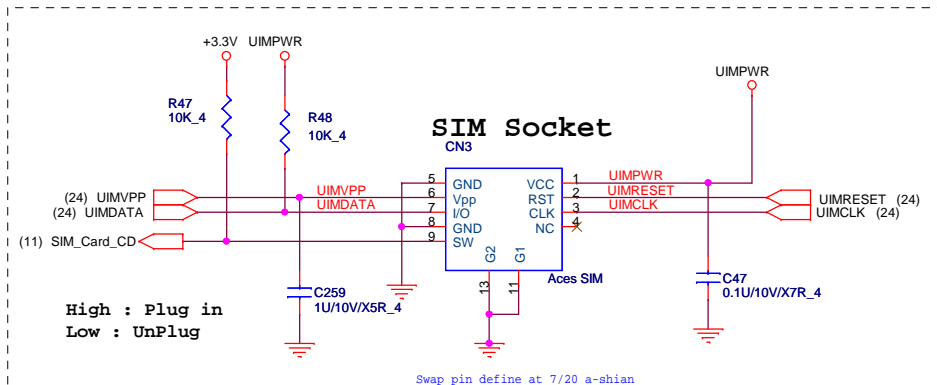 +3.3V UIMPWR
UIMPWR
R47
10K_4
R48
10K_4
SIM Socket
CN3
5 GND VCC 1 UIMPWR
(24) UIMVPP UIMVPP 6 Vpp RST 2 UIMRESET UIMRESET (24)
(24) UIMDATA UIMDATA 7 I/O CLK 3 UIMCLK UIMCLK (24)
8 GND NC 4
(11) SIM_Card_CD 9 SW
G2 G1
13 11
Aces SIM
C259
1U/10V/X5R_4
C47
0.1U/10V/X7R_4
High : Plug in
Low : UnPlug
Swap pin define at 7/20 a-shian